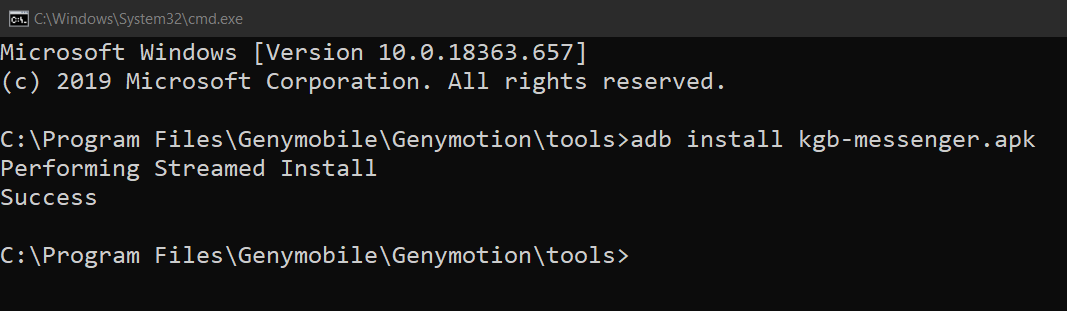 C:\Windows\System32\cmd.exe
Microsoft Windows [Version 10.0.18363.657]
(c) 2019 Microsoft Corporation. All rights reserved.
C:\Program Files\Genymobile\Genymotion\tools>adb install kgb-messenger.apk
Performing Streamed Install
Success
C:\Program Files\Genymobile\Genymotion\tools>